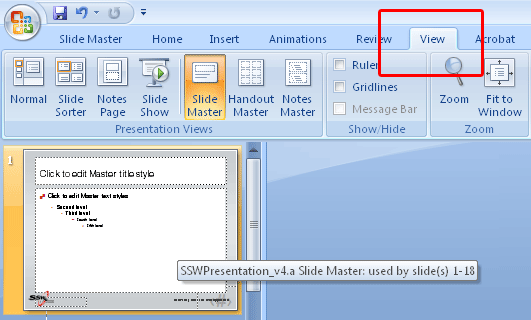 Slide Master Home Insert Animations Review View Acrobat
Normal Slide Sorter Notes Page Slide Show Slide Master Handout Master Notes Master
Ruler
Gridlines
Message Bar
Zoom Fit to Window
Presentation Views Show/Hide Zoom
1
Click to edit Master title style
Click to edit Master text styles
Second level
Third level
Fourth level
Fifth level
SSWPresentation_v4.a Slide Master: used by slide(s) 1-18
SSW